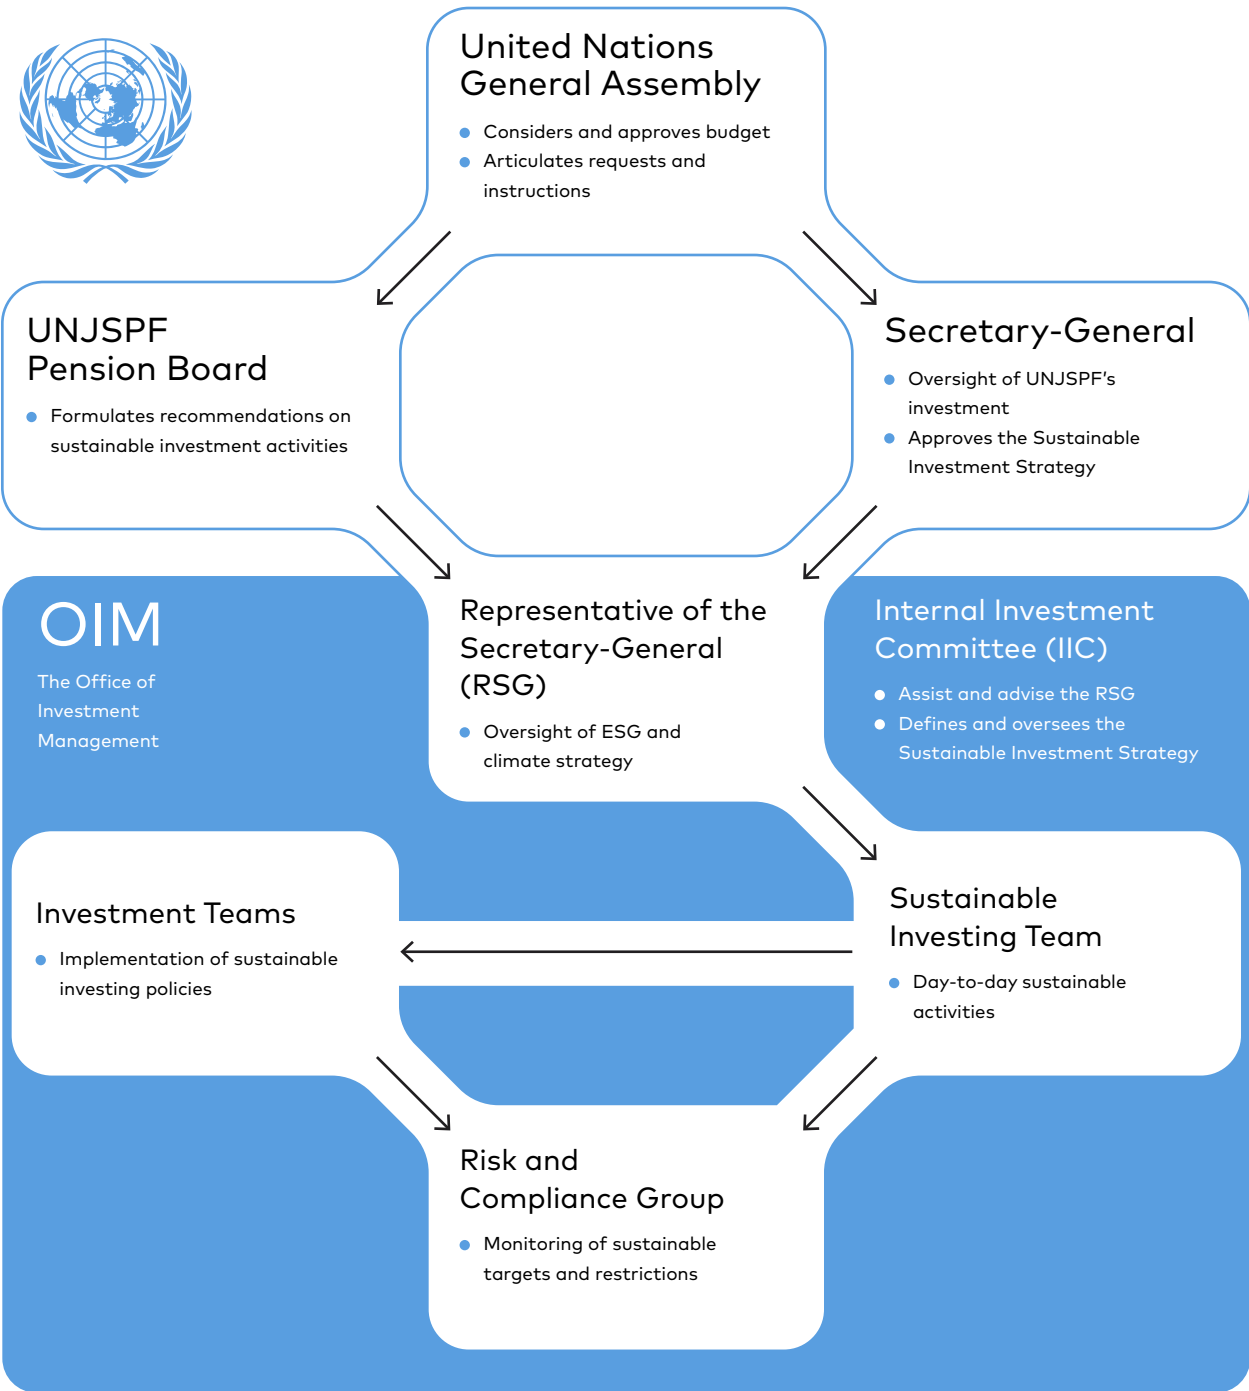 United Nations
General Assembly
Considers and approves budget
Articulates requests and
instructions
UNJSPF
Pension Board
Formulates recommendations on
sustainable investment activities
Secretary-General
Oversight of UNJSPF’s
investment
Approves the Sustainable
Investment Strategy
OIM
The Office of
Investment
Management
Representative of the
Secretary-General
(RSG)
Oversight of ESG and
climate strategy
Internal Investment
Committee (IIC)
Assist and advise the RSG
Defines and oversees the
Sustainable Investment Strategy
Investment Teams
Implementation of sustainable
investing policies
Sustainable
Investing Team
Day-to-day sustainable
activities
Risk and
Compliance Group
Monitoring of sustainable
targets and restrictions